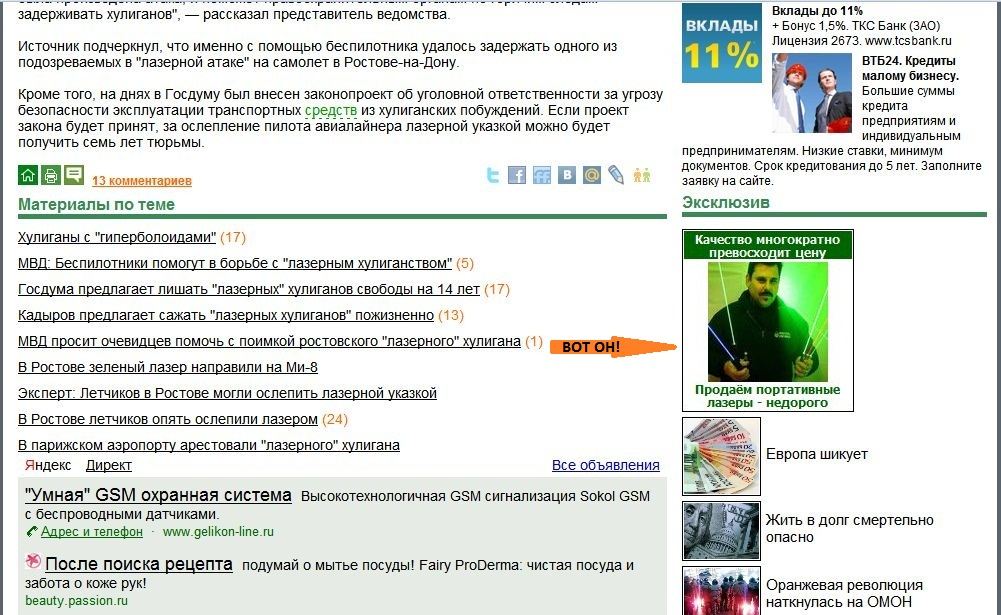 задерживать хулиганов", — рассказал представитель ведомства.
Источник подчеркнул, что именно с помощью беспилотника удалось задержать одного из
подозреваемых в "лазерной атаке" на самолет в Ростове-на-Дону.
Кроме того, на днях в Госдуму был внесен законопроект об уголовной ответственности за угрозу
безопасности эксплуатации транспортных средств из хулиганских побуждений. Если проект
закона будет принят, за ослепление пилота авиалайнера лазерной указкой можно будет
получить семь лет тюрьмы.
13 комментариев
Материалы по теме
Хулиганы с "гиперболоидами" (17)
МВД: Беспилотники помогут в борьбе с "лазерным хулиганством" (5)
Госдума предлагает лишать "лазерных" хулиганов свободы на 14 лет (17)
Кадыров предлагает сажать "лазерных хулиганов" пожизненно (13)
МВД просит очевидцев помочь с поимкой ростовского "лазерного" хулигана (1)
ВОТ ОН!
В Ростове зеленый лазер направили на Ми-8
Эксперт: Летчиков в Ростове могли ослепить лазерной указкой
В Ростове летчиков опять ослепили лазером (24)
В парижском аэропорту арестовали "лазерного" хулигана
Яндекс Директ
Все объявления
"Умная" GSM охранная система Высокотехнологичная GSM сигнализация Sokol GSM
с беспроводными датчиками.
Адрес и телефон · www.gelikon-line.ru
После поиска рецепта подумай о мытье посуды! Fairy ProDerma: чистая посуда и
забота о коже рук!
beauty.passion.ru
ВКЛАДЫ
11%
Вклады до 11%
+ Бонус 1,5%. ТКС Банк (ЗАО)
Лицензия 2673. www.tcsbank.ru
ВТБ24. Кредиты
малому бизнесу.
Большие суммы
кредита
предприятиям и
индивидуальным
предпринимателям. Низкие ставки, минимум
документов. Срок кредитования до 5 лет. Заполните
заявку на сайте.
Эксклюзив
Качество многократно
превосходит цену
Продаём портативные
лазеры - недорого
Европа шикует
Жить в долг смертельно
опасно
Оранжевая революция
наткнулась на ОМОН